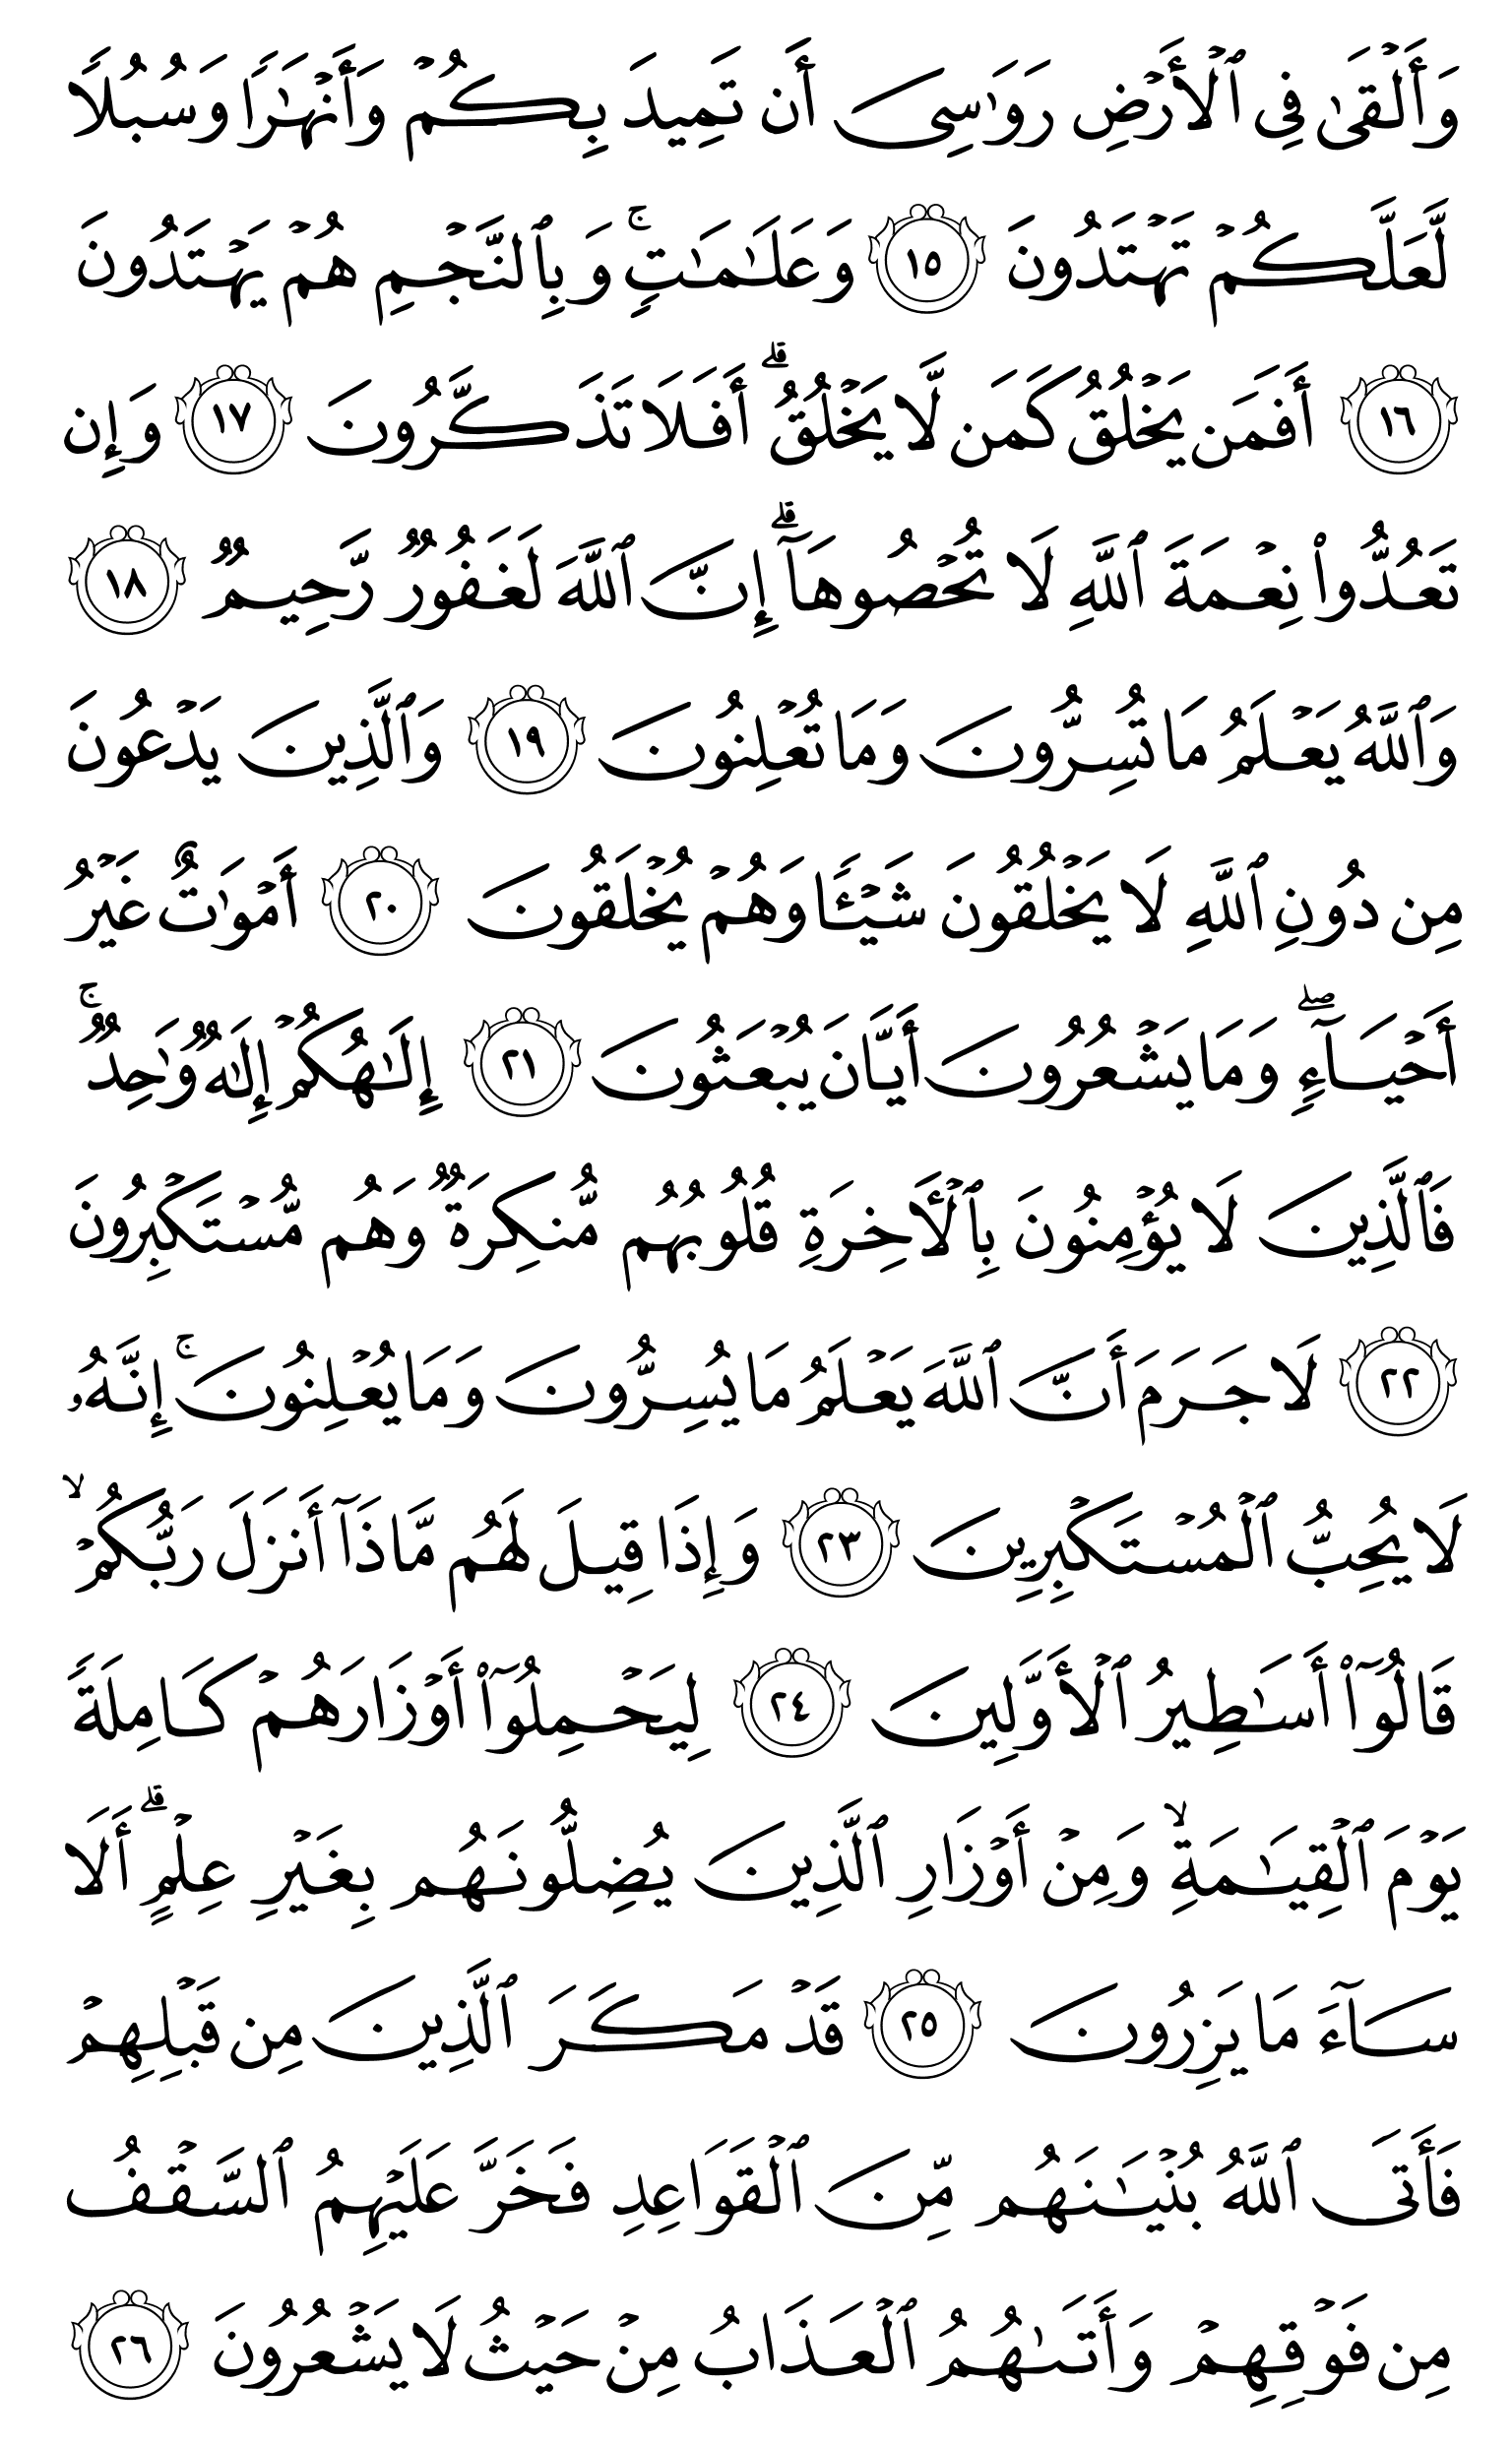 وَأَلْقَىٰ فِى ٱلْأَرْضِ رَوَٰسِىَ أَن تَمِيدَ بِكُمْ وَأَنْهَٰرًا وَسُبُلًا
لَّعَلَّكُمْ تَهْتَدُونَ ١٥ وَعَلَٰمَٰتٍ ۚ وَبِٱلنَّجْمِ هُمْ يَهْتَدُونَ
١٦ أَفَمَن يَخْلُقُ كَمَن لَّا يَخْلُقُ ۗ أَفَلَا تَذَكَّرُونَ ١٧ وَإِن
تَعُدُّوا۟ نِعْمَةَ ٱللَّهِ لَا تُحْصُوهَآ ۗ إِنَّ ٱللَّهَ لَغَفُورٌ رَّحِيمٌ ١٨
وَٱللَّهُ يَعْلَمُ مَا تُسِرُّونَ وَمَا تُعْلِنُونَ ١٩ وَٱلَّذِينَ يَدْعُونَ
مِن دُونِ ٱللَّهِ لَا يَخْلُقُونَ شَيْـًٔا وَهُمْ يُخْلَقُونَ ٢٠ أَمْوَٰتٌ غَيْرُ
أَحْيَآءٍ ۖ وَمَا يَشْعُرُونَ أَيَّانَ يُبْعَثُونَ ٢١ إِلَٰهُكُمْ إِلَٰهٌ وَٰحِدٌ ۚ
فَٱلَّذِينَ لَا يُؤْمِنُونَ بِٱلْـَٔاخِرَةِ قُلُوبُهُم مُّنكِرَةٌ وَهُم مُّسْتَكْبِرُونَ
٢٢ لَا جَرَمَ أَنَّ ٱللَّهَ يَعْلَمُ مَا يُسِرُّونَ وَمَا يُعْلِنُونَ ۚ إِنَّهُۥ
لَا يُحِبُّ ٱلْمُسْتَكْبِرِينَ ٢٣ وَإِذَا قِيلَ لَهُم مَّاذَآ أَنزَلَ رَبُّكُمْ ۙ
قَالُوٓا۟ أَسَٰطِيرُ ٱلْأَوَّلِينَ ٢٤ لِيَحْمِلُوٓا۟ أَوْزَارَهُمْ كَامِلَةً
يَوْمَ ٱلْقِيَٰمَةِ ۙ وَمِنْ أَوْزَارِ ٱلَّذِينَ يُضِلُّونَهُم بِغَيْرِ عِلْمٍ ۗ أَلَا
سَآءَ مَا يَزِرُونَ ٢٥ قَدْ مَكَرَ ٱلَّذِينَ مِن قَبْلِهِمْ
فَأَتَى ٱللَّهُ بُنْيَٰنَهُم مِّنَ ٱلْقَوَاعِدِ فَخَرَّ عَلَيْهِمُ ٱلسَّقْفُ
مِن فَوْقِهِمْ وَأَتَىٰهُمُ ٱلْعَذَابُ مِنْ حَيْثُ لَا يَشْعُرُونَ ٢٦